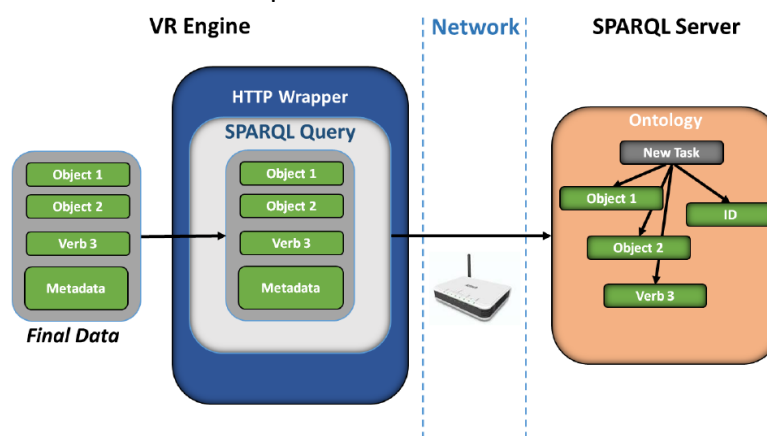 VR Engine
Network
SPARQL Server
HTTP Wrapper
SPARQL Query
Object 1
Object 2
Verb 3
Metadata
Final Data
Object 1
Object 2
Verb 3
Metadata
Ontology
New Task
Object 1
ID
Object 2
Verb 3